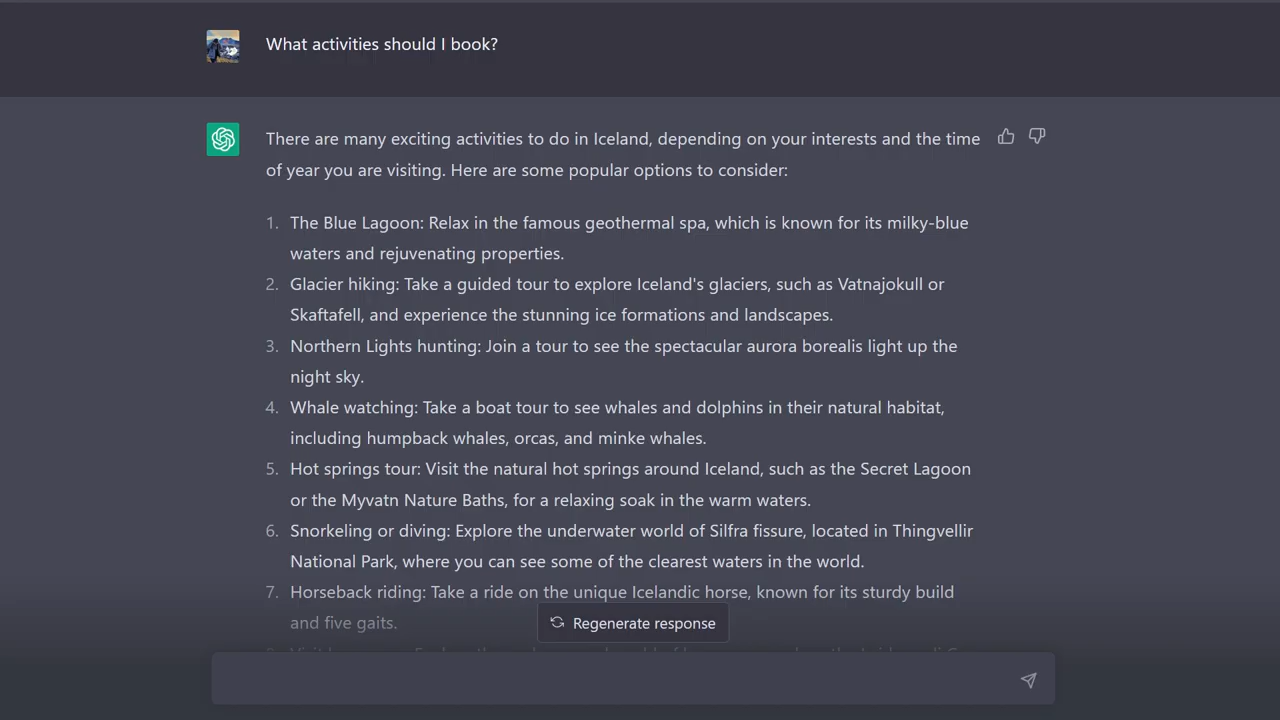 What activities should I book?
There are many exciting activities to do in Iceland, depending on your interests and the time
of year you are visiting. Here are some popular options to consider:
1. The Blue Lagoon: Relax in the famous geothermal spa, which is known for its milky-blue
waters and rejuvenating properties.
2. Glacier hiking: Take a guided tour to explore Iceland's glaciers, such as Vatnajokull or
Skaftafell, and experience the stunning ice formations and landscapes.
3. Northern Lights hunting: Join a tour to see the spectacular aurora borealis light up the
night sky.
4. Whale watching: Take a boat tour to see whales and dolphins in their natural habitat,
including humpback whales, orcas, and minke whales.
5. Hot springs tour: Visit the natural hot springs around Iceland, such as the Secret Lagoon
or the Myvatn Nature Baths, for a relaxing soak in the warm waters.
6. Snorkeling or diving: Explore the underwater world of Silfra fissure, located in Thingvellir
National Park, where you can see some of the clearest waters in the world.
7. Horseback riding: Take a ride on the unique Icelandic horse, known for its sturdy build
and five gaits.
Regenerate response